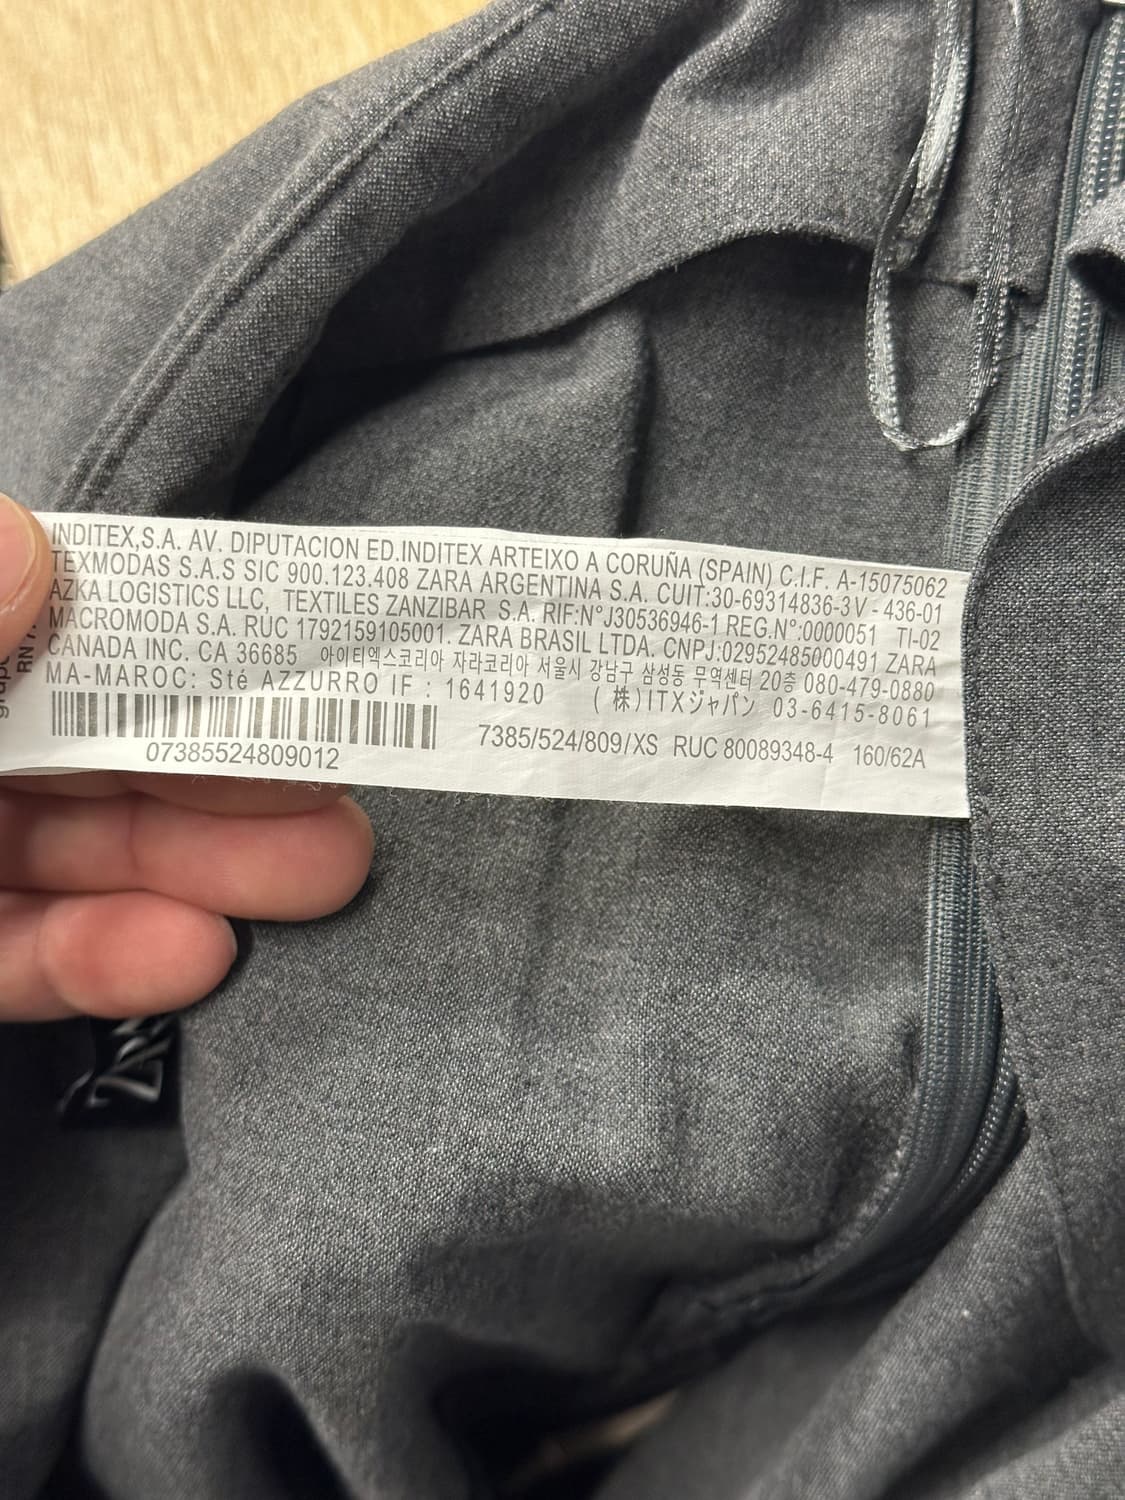 INDITEX,S.A. AV. DIPUTACION ED.INDITEX ARTEIXO A CORUÑA (SPAIN) C.I.F. A-15075062
TEXMODAS S.A.S SIC 900.123.408 ZARA ARGENTINA S.A. CUIT:30-69314836-3V - 436-01
AZKA LOGISTICS LLC, TEXTILES ZANZIBAR S.A. RIF:N°J30536946-1 REG.N°:0000051 TI-02
MACROMODA S.A. RUC 1792159105001. ZARA BRASIL LTDA. CNPJ:02952485000491 ZARA
CANADA INC. CA 36685 아이티엑스코리아 자라코리아 서울시 강남구 삼성동 무역센터 20층 080-479-0880
MA-MAROC: Sté AZZURRO IF : 1641920 (株)ITXジャパン 03-6415-8061
7385/524/809/XS RUC 80089348-4 160/62A
07385524809012
RN